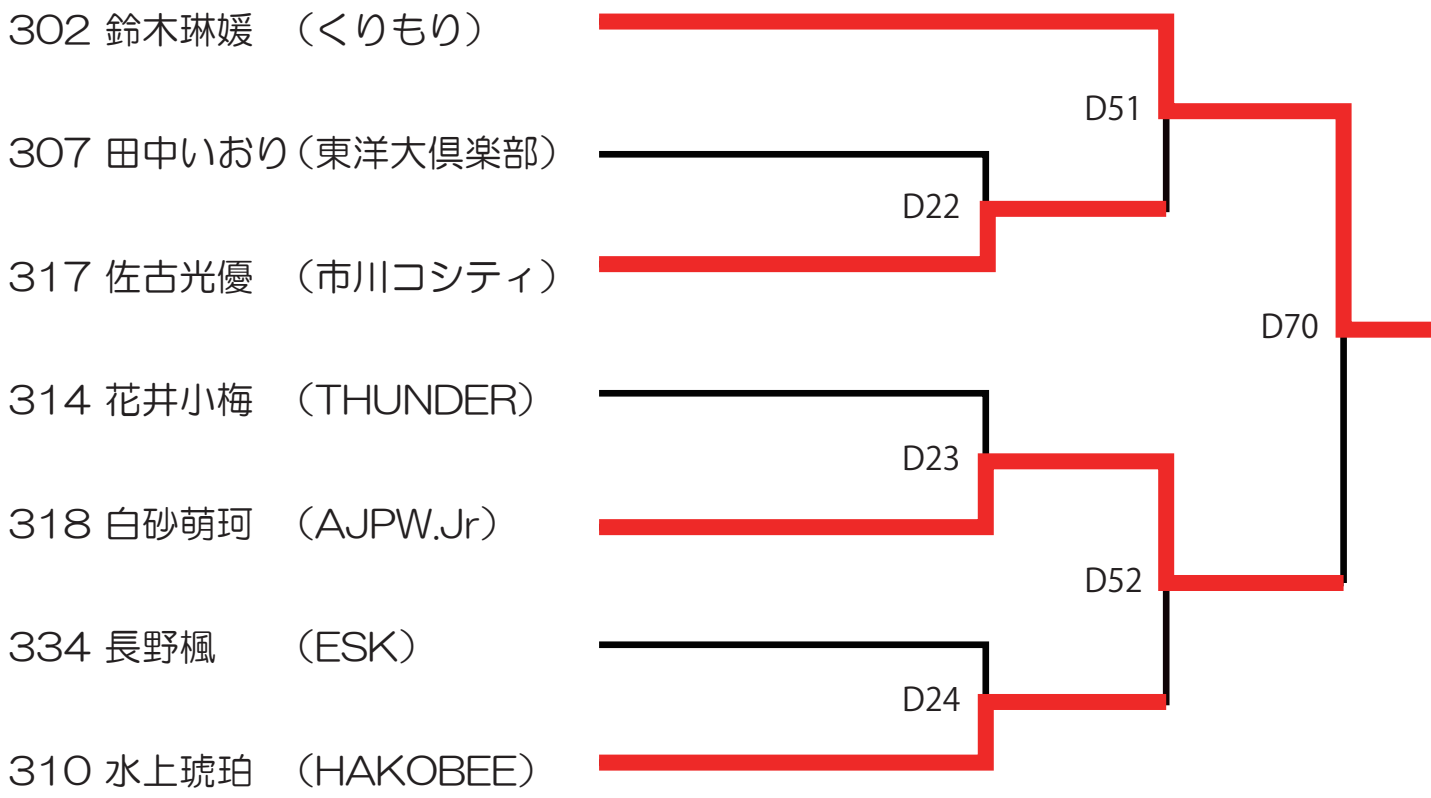 302 鈴木琳媛 （くりもり）
D51
307 田中いおり（東洋大倶楽部）
D22
317 佐古光優 （市川コシティ）
D70
314 花井小梅 （THUNDER）
D23
318 白砂萌珂 （AJPW.Jr）
D52
334 長野楓 （ESK）
D24
310 水上琥珀 （HAKOBEE）